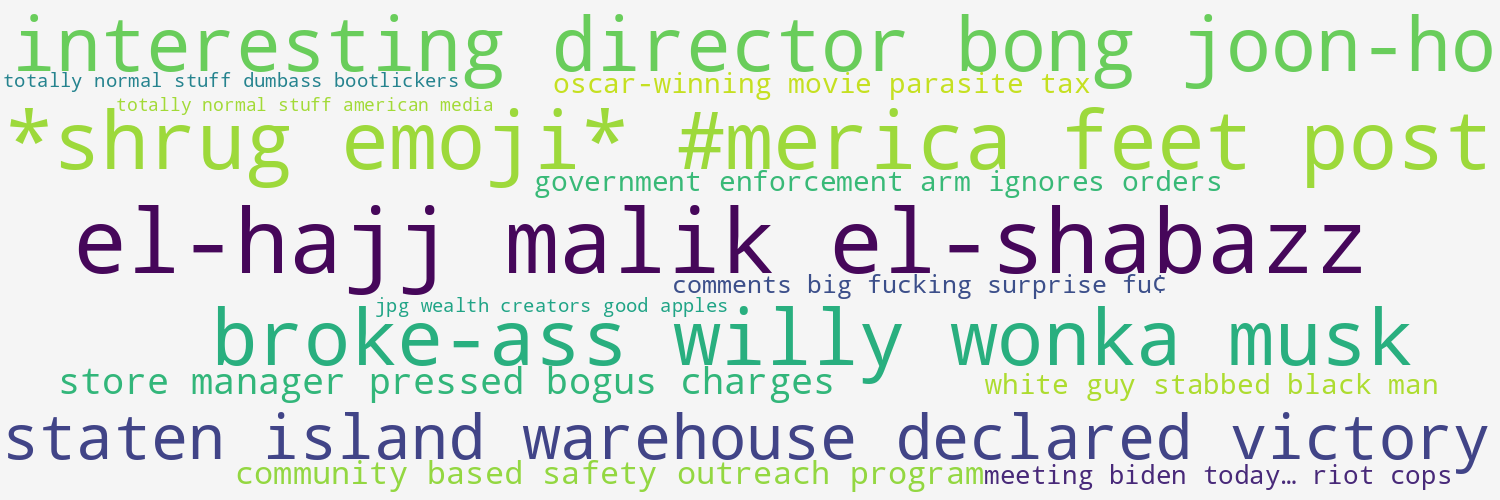 interesting director bong joon-ho
totally normal stuff dumbass bootlickers
oscar-winning movie parasite tax
totally normal stuff american media
*shrug emoji* #merica feet post
government enforcement arm ignores orders
el-hajj malik el-shabazz
comments big fucking surprise fu¢
jpg wealth creators good apples
broke-ass willy wonka musk
store manager pressed bogus charges
white guy stabbed black man
staten island warehouse declared victory
community based safety outreach program
meeting biden today… riot cops